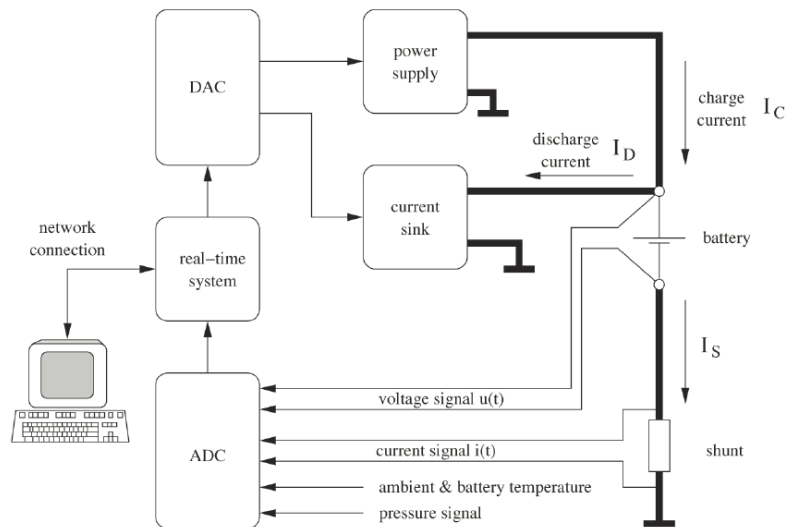 DAC
power
supply
charge
current
I_C
discharge
current
I_D
current
sink
network
connection
real-time
system
battery
I_S
voltage signal u(t)
ADC
current signal i(t)
shunt
ambient & battery temperature
pressure signal